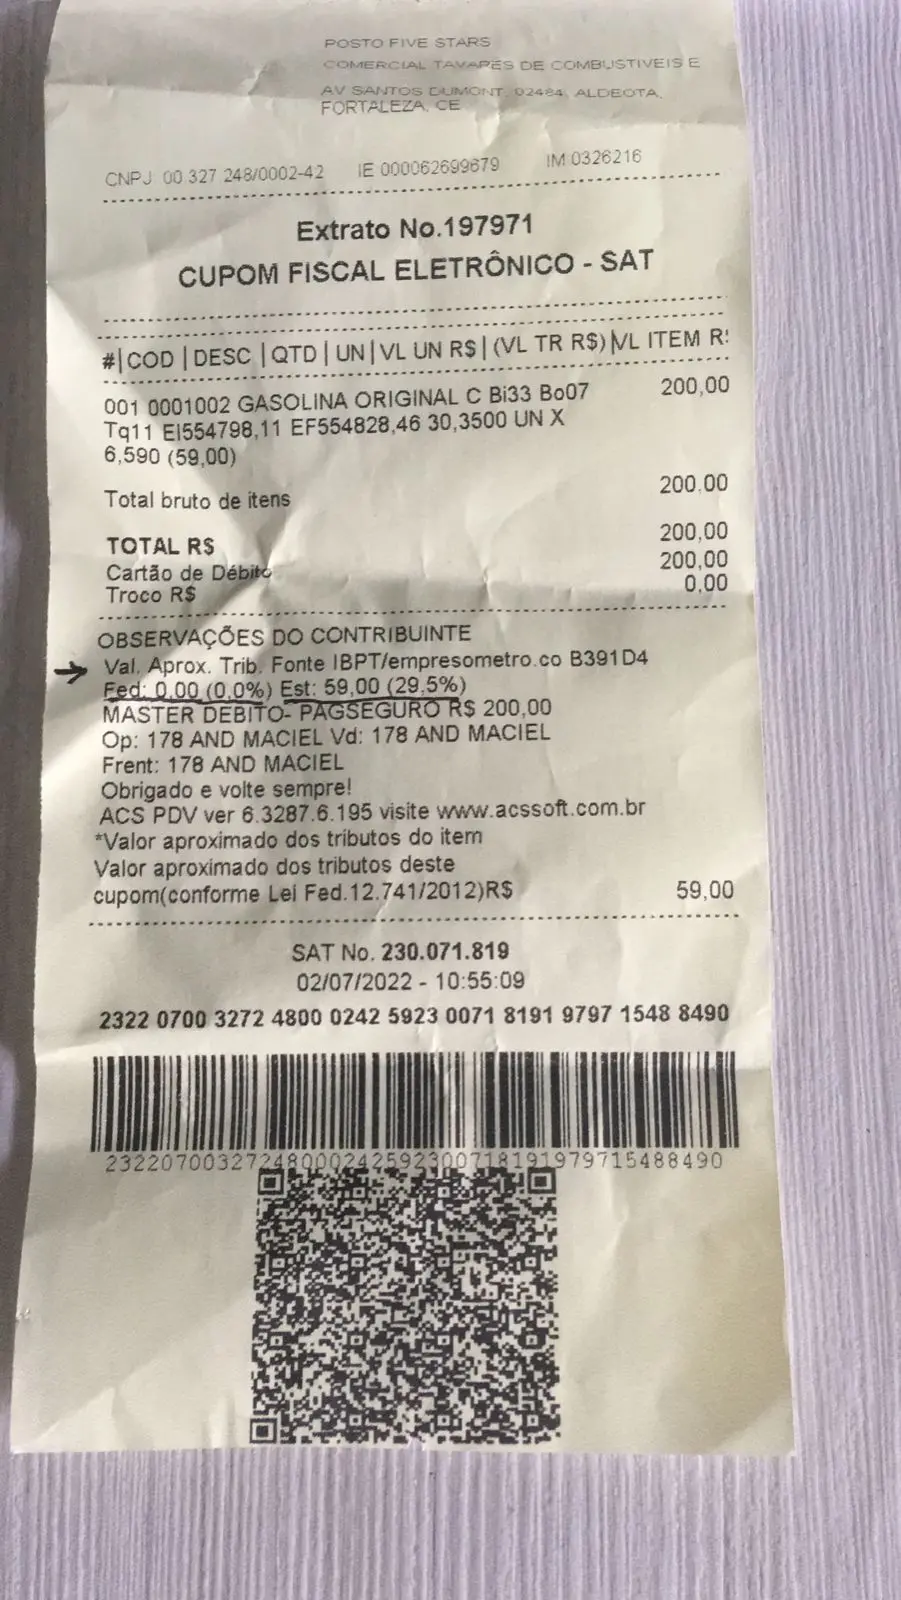 POSTO FIVE STARS
COMERCIAL TAVARES DE COMBUSTIVEIS E
AV SANTOS DUMONT, 02484, ALDEOTA,
FORTALEZA, CE
CNPJ: 00 327 248/0002-42 IE 000062699679 IM 0326216
Extrato No.197971
CUPOM FISCAL ELETRÔNICO - SAT
#|COD |DESC |QTD|UN|VL UN R$|(VL TR R$)|VL ITEM R
001 0001002 GASOLINA ORIGINAL C Bi33 Bo07 200,00
Tq11 EI554798,11 EF554828,46 30,3500 UN X
6,590 (59,00)
Total bruto de itens 200,00
TOTAL R$ 200,00
Cartão de Débito 200,00
Troco R$ 0,00
OBSERVAÇÕES DO CONTRIBUINTE
Val. Aprox. Trib. Fonte IBPT/empresometro.co B391D4
Fed: 0,00 (0,0%) Est: 59,00 (29,5%)
MASTER DEBITO- PAGSEGURO R$ 200,00
Op: 178 AND MACIEL Vd: 178 AND MACIEL
Frent: 178 AND MACIEL
Obrigado e volte sempre!
ACS PDV ver 6.3287.6.195 visite www.acssoft.com.br
*Valor aproximado dos tributos do item
Valor aproximado dos tributos deste
cupom(conforme Lei Fed.12.741/2012)R$ 59,00
SAT No. 230.071.819
02/07/2022 - 10:55:09
2322 0700 3272 4800 0242 5923 0071 8191 9797 1548 8490
23220700327248000242592300718191979715488490